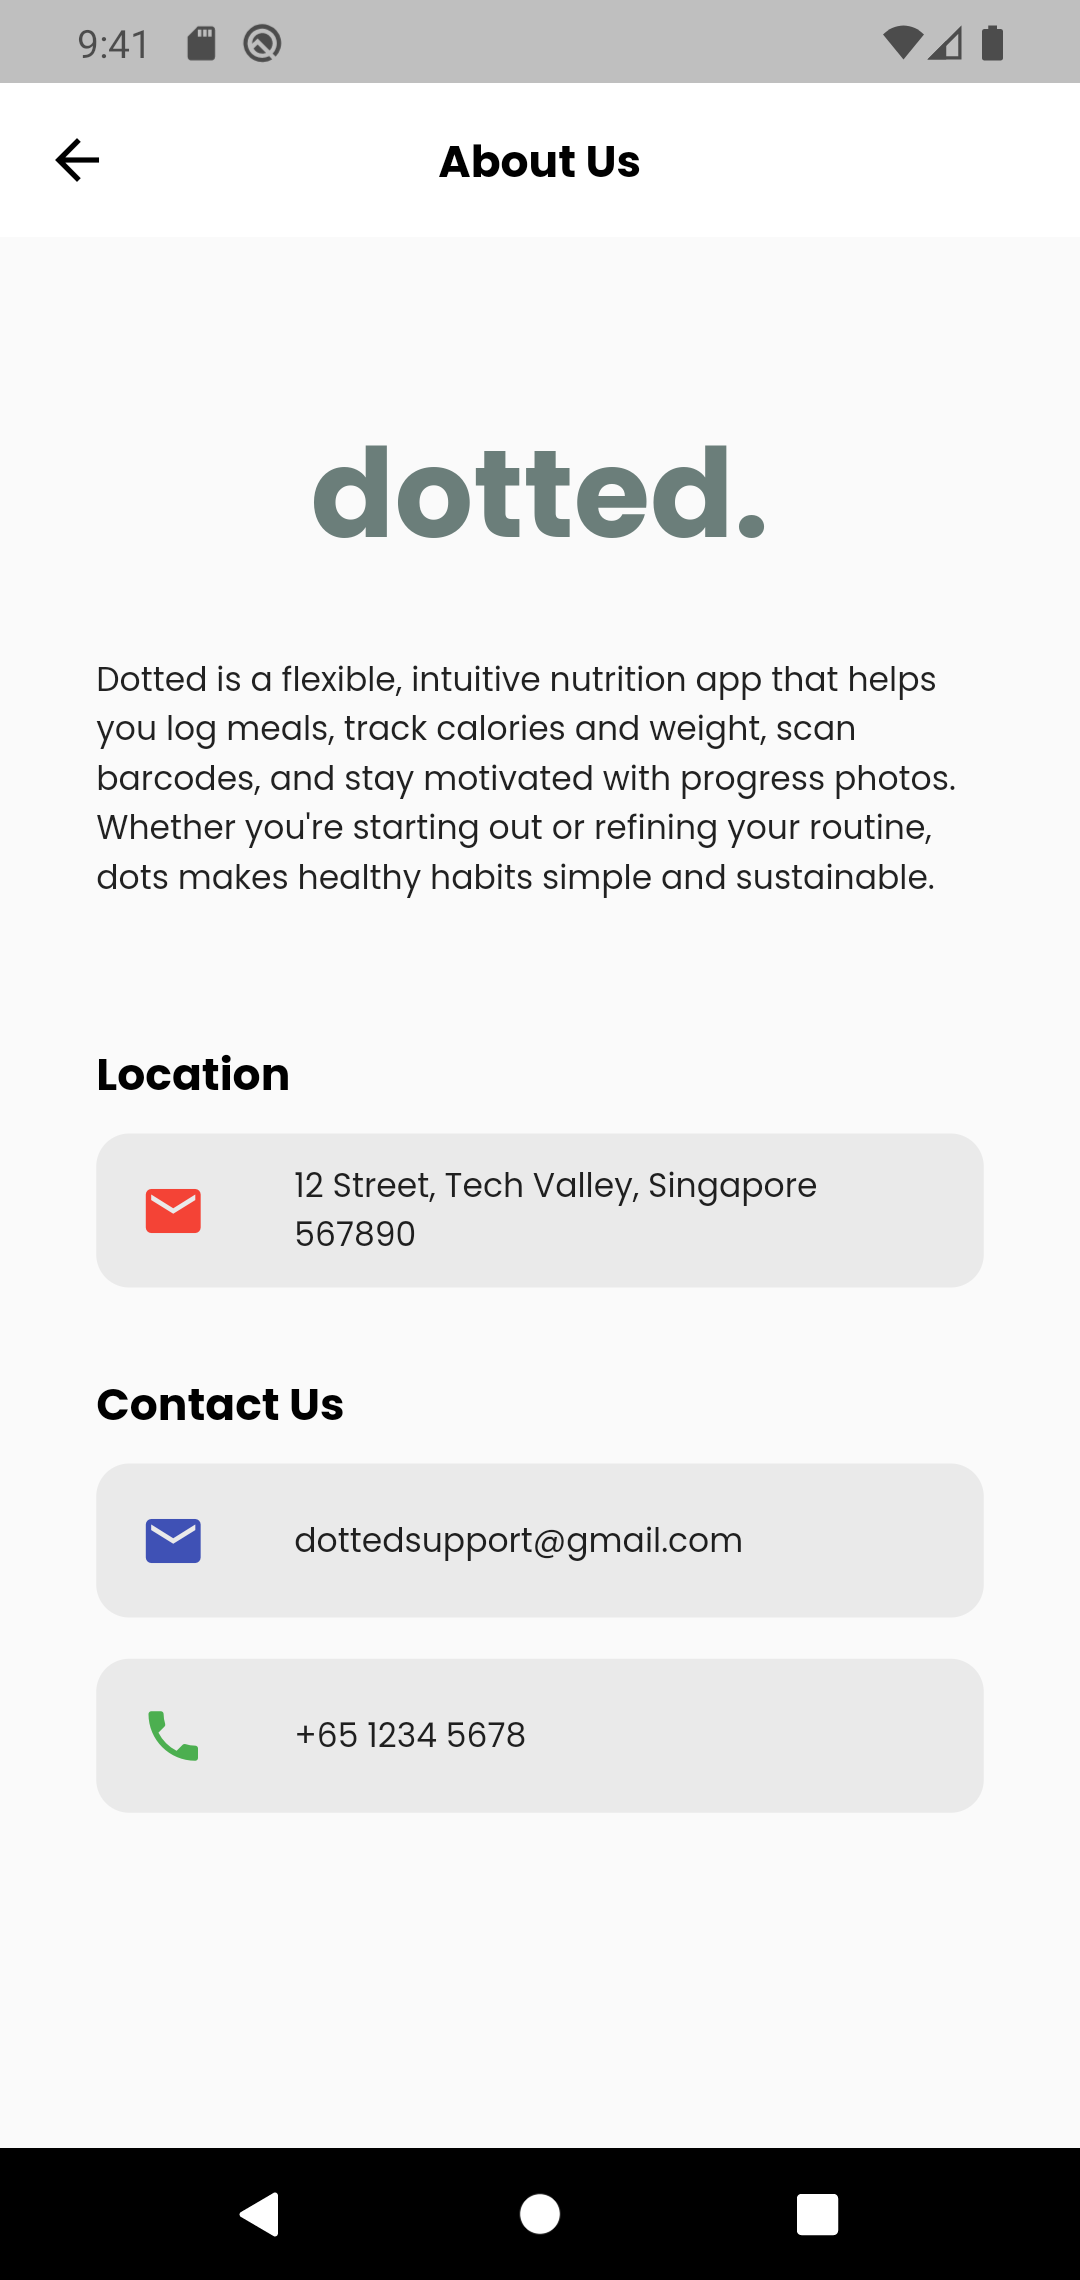 9:41
About Us
dotted.
Dotted is a flexible, intuitive nutrition app that helps
you log meals, track calories and weight, scan
barcodes, and stay motivated with progress photos.
Whether you're starting out or refining your routine,
dots makes healthy habits simple and sustainable.
Location
12 Street, Tech Valley, Singapore
567890
Contact Us
dottedsupport@gmail.com
+65 1234 5678